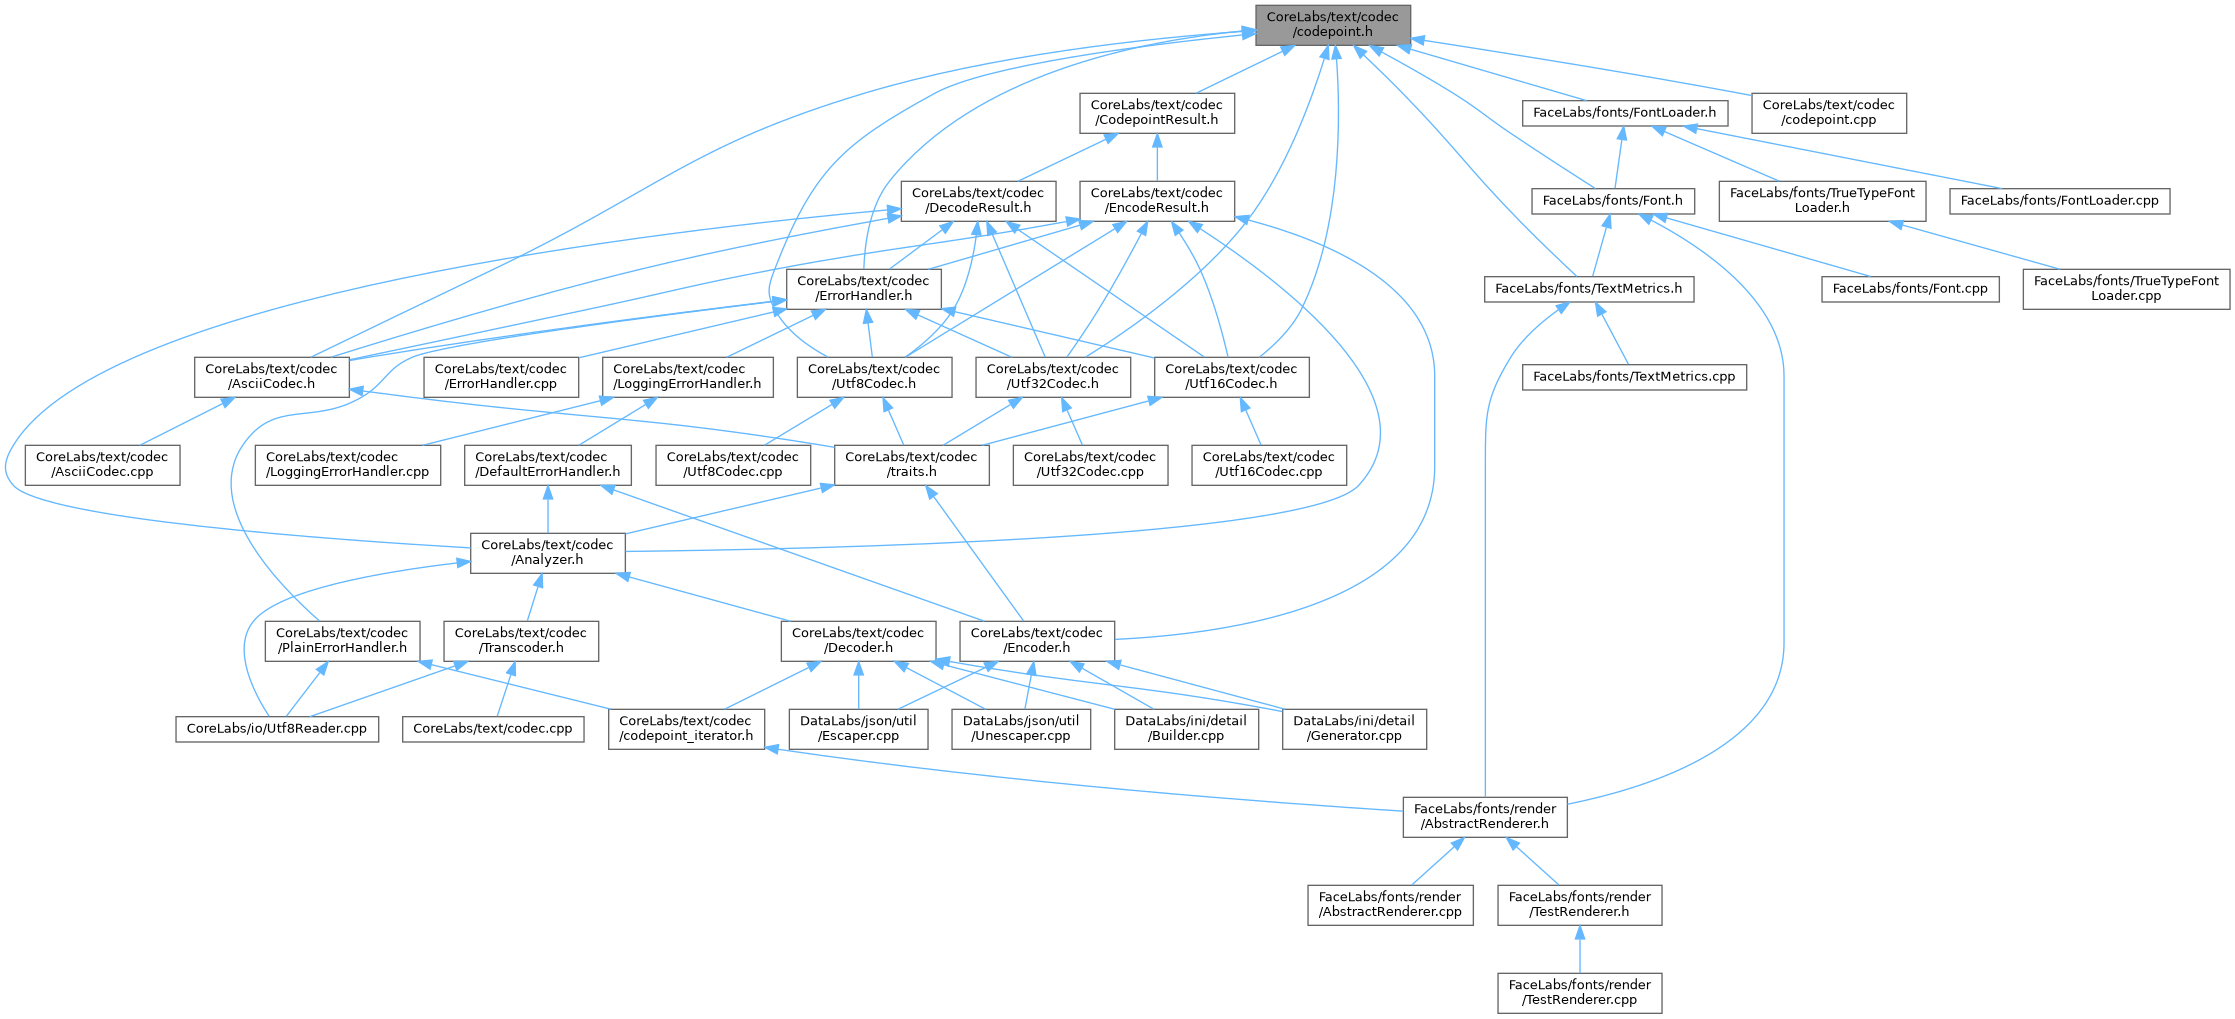 CoreLabs/text/codec
/codepoint.h
CoreLabs/text/codec
/CodepointResult.h
FaceLabs/fonts/FontLoader.h
CoreLabs/text/codec
/codepoint.cpp
CoreLabs/text/codec
/DecodeResult.h
CoreLabs/text/codec
/EncodeResult.h
FaceLabs/fonts/Font.h
FaceLabs/fonts/TrueTypeFont
Loader.h
FaceLabs/fonts/FontLoader.cpp
CoreLabs/text/codec
/ErrorHandler.h
FaceLabs/fonts/TextMetrics.h
FaceLabs/fonts/Font.cpp
FaceLabs/fonts/TrueTypeFont
Loader.cpp
CoreLabs/text/codec
/AsciiCodec.h
CoreLabs/text/codec
/ErrorHandler.cpp
CoreLabs/text/codec
/LoggingErrorHandler.h
CoreLabs/text/codec
/Utf8Codec.h
CoreLabs/text/codec
/Utf32Codec.h
CoreLabs/text/codec
/Utf16Codec.h
FaceLabs/fonts/TextMetrics.cpp
CoreLabs/text/codec
/AsciiCodec.cpp
CoreLabs/text/codec
/LoggingErrorHandler.cpp
CoreLabs/text/codec
/DefaultErrorHandler.h
CoreLabs/text/codec
/Utf8Codec.cpp
CoreLabs/text/codec
/traits.h
CoreLabs/text/codec
/Utf32Codec.cpp
CoreLabs/text/codec
/Utf16Codec.cpp
CoreLabs/text/codec
/Analyzer.h
CoreLabs/text/codec
/PlainErrorHandler.h
CoreLabs/text/codec
/Transcoder.h
CoreLabs/text/codec
/Decoder.h
CoreLabs/text/codec
/Encoder.h
CoreLabs/io/Utf8Reader.cpp
CoreLabs/text/codec.cpp
CoreLabs/text/codec
/codepoint_iterator.h
DataLabs/json/util
/Escaper.cpp
DataLabs/json/util
/Unescaper.cpp
DataLabs/ini/detail
/Builder.cpp
DataLabs/ini/detail
/Generator.cpp
FaceLabs/fonts/render
/AbstractRenderer.h
FaceLabs/fonts/render
/AbstractRenderer.cpp
FaceLabs/fonts/render
/TestRenderer.h
FaceLabs/fonts/render
/TestRenderer.cpp